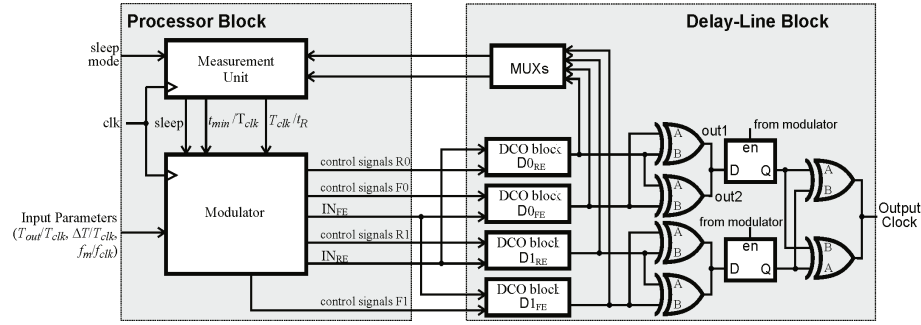 Processor Block
Delay-Line Block
sleep
mode
Measurement
Unit
MUXs
clk
sleep
t_min/T_clk
T_clk/t_R
Modulator
Input Parameters
(T_out/T_clk, ΔT/T_clk,
f_m/f_clk)
control signals R0
control signals F0
IN_FE
control signals R1
IN_RE
control signals F1
DCO block
D0_RE
DCO block
D0_FE
DCO block
D1_RE
DCO block
D1_FE
A
B
out1
A
B
out2
A
B
A
B
from modulator
en
D Q
from modulator
en
D Q
A
B
A
B
Output
Clock